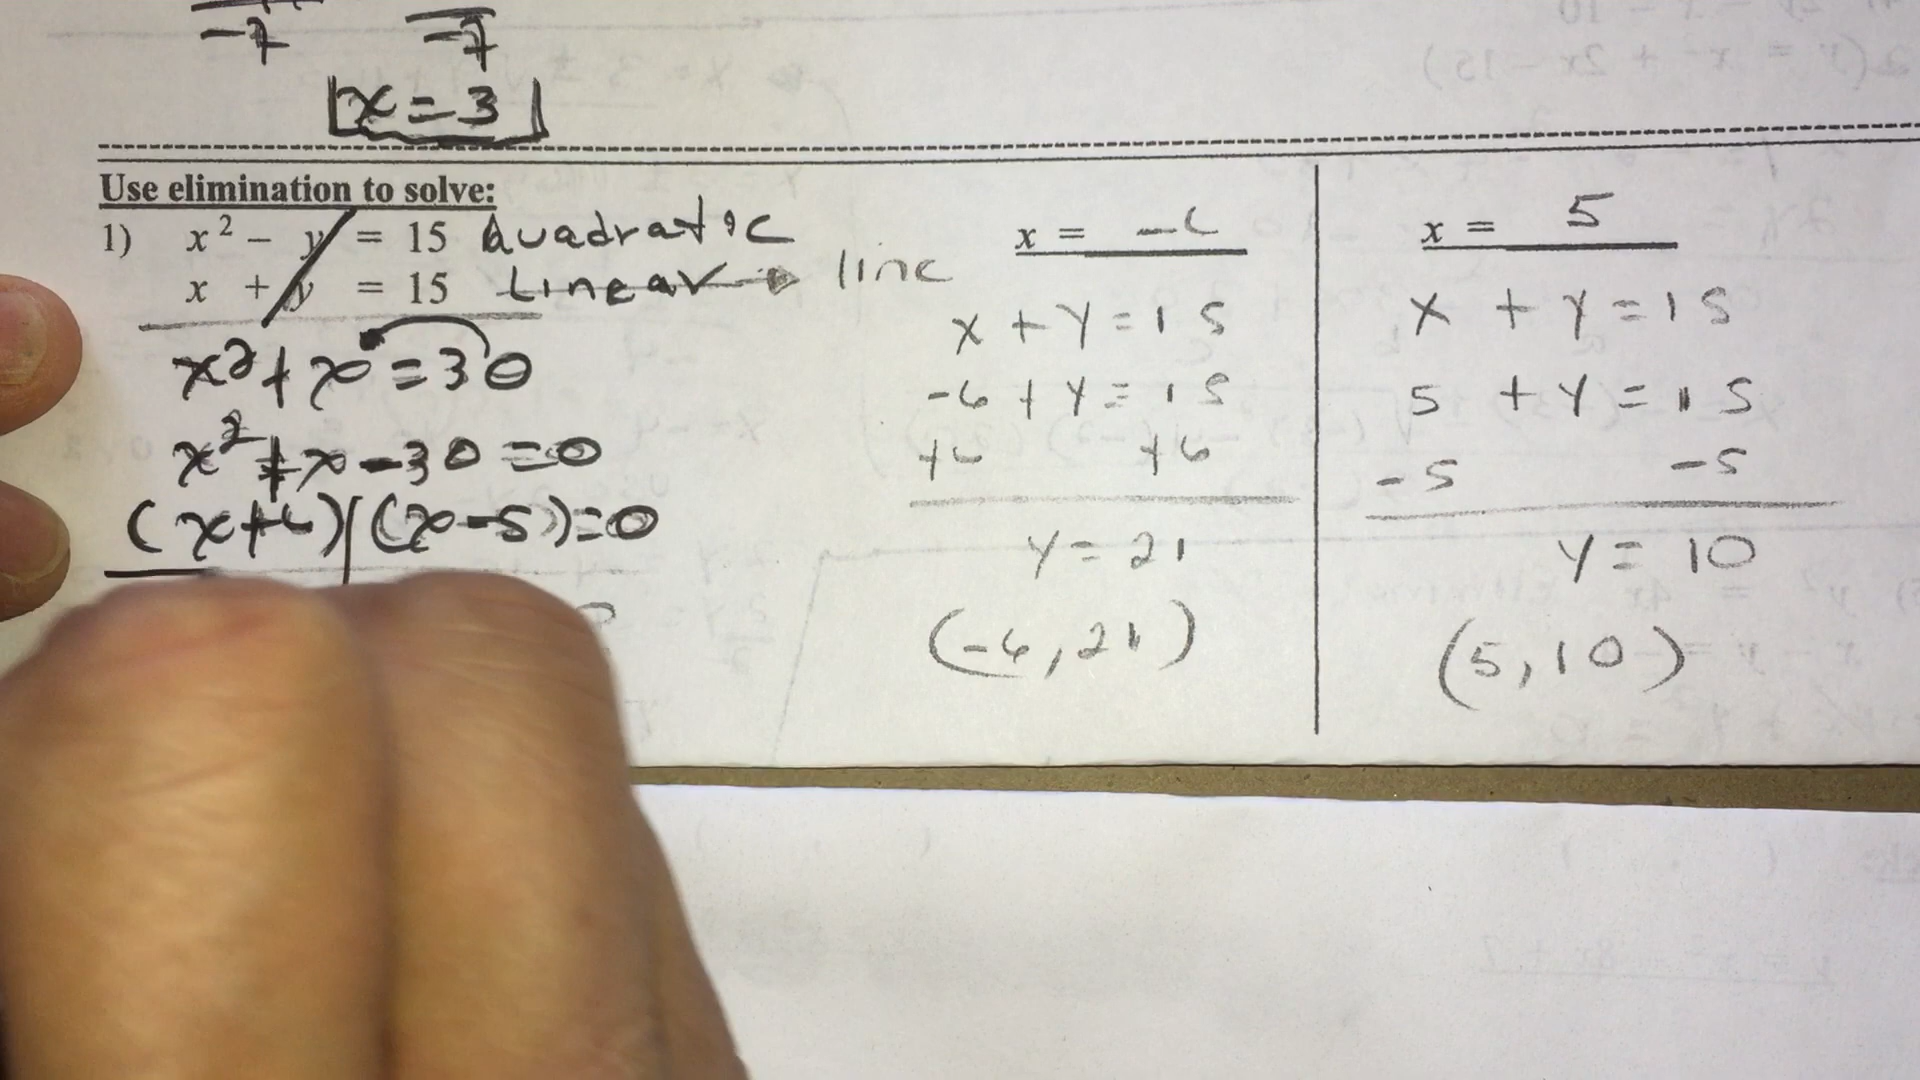 -7 -7
x = 3
Use elimination to solve:
1) x² - y = 15 Quadratic
x + y = 15 Linear → line
x² + x = 30
x² + x - 30 = 0
(x+6)(x-5)=0
x = -6
x + y = 15
-6 + y = 15
+6 +6
y = 21
(-6, 21)
x = 5
x + y = 15
5 + y = 15
-5 -5
y = 10
(5, 10)